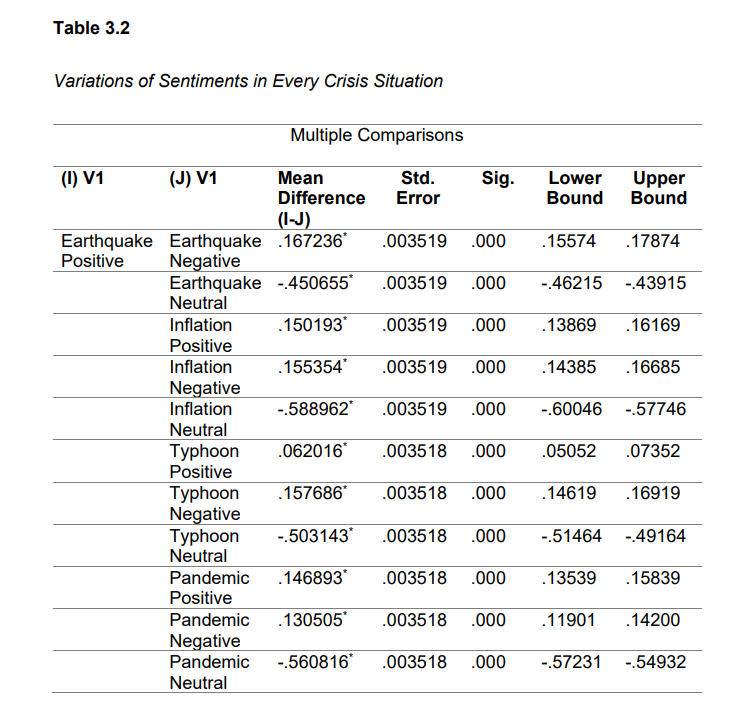 Table 3.2
Variations of Sentiments in Every Crisis Situation
Multiple Comparisons
(I) V1 (J) V1 Mean Std. Sig. Lower Upper
Difference Error Bound Bound
(I-J)
Earthquake Earthquake .167236* .003519 .000 .15574 .17874
Positive Negative
Earthquake -.450655* .003519 .000 -.46215 -.43915
Neutral
Inflation .150193* .003519 .000 .13869 .16169
Positive
Inflation .155354* .003519 .000 .14385 .16685
Negative
Inflation -.588962* .003519 .000 -.60046 -.57746
Neutral
Typhoon .062016* .003518 .000 .05052 .07352
Positive
Typhoon .157686* .003518 .000 .14619 .16919
Negative
Typhoon -.503143* .003518 .000 -.51464 -.49164
Neutral
Pandemic .146893* .003518 .000 .13539 .15839
Positive
Pandemic .130505* .003518 .000 .11901 .14200
Negative
Pandemic -.560816* .003518 .000 -.57231 -.54932
Neutral